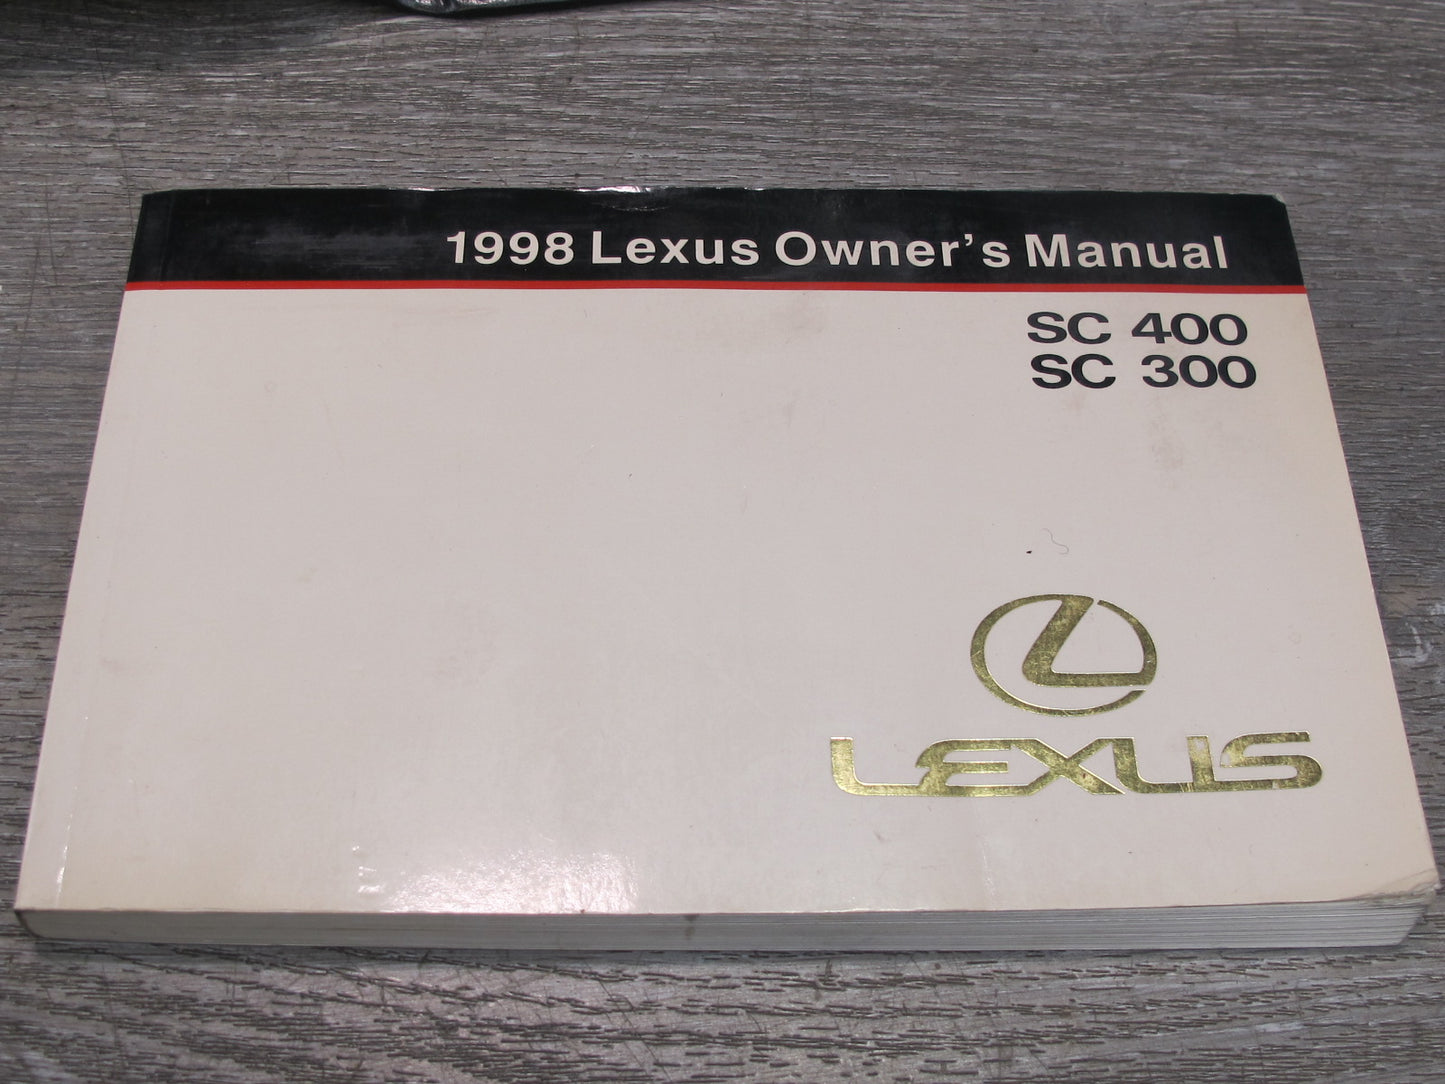 1998 Lexus Owner's Manual
SC 400
SC 300
LEXUS